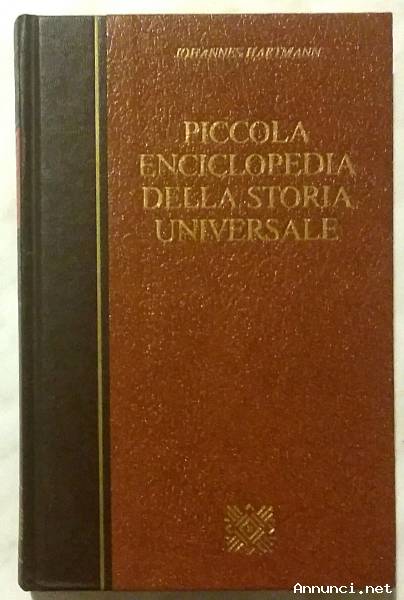 JOHANNES HARTMANN
PICCOLA
ENCICLOPEDIA
DELLA STORIA
UNIVERSALE
Annunci.net